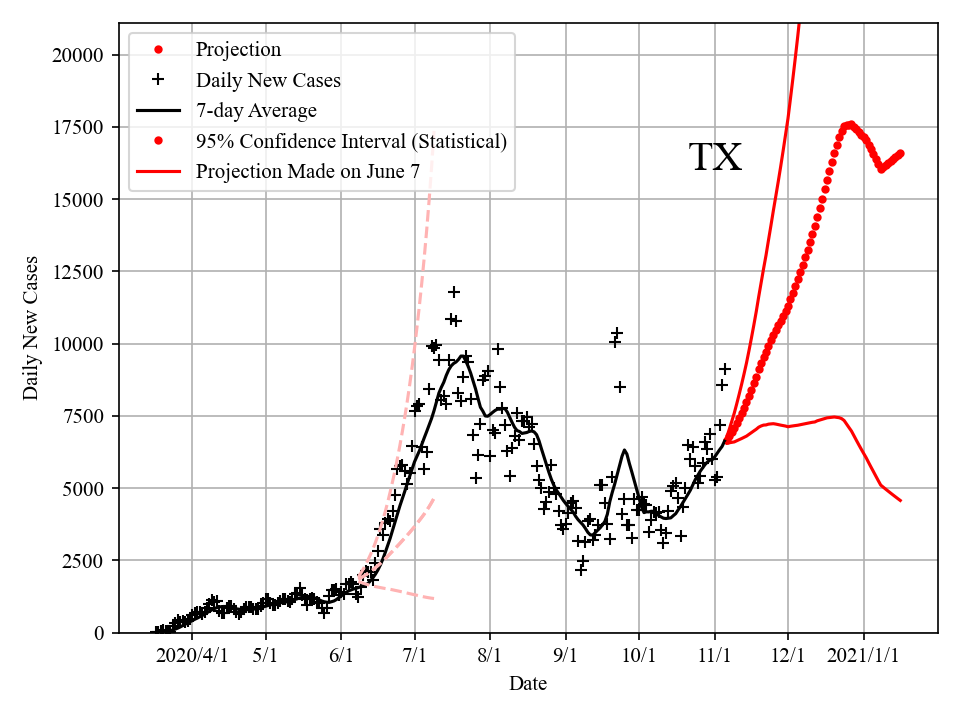 20000
17500
15000
12500
10000
7500
5000
2500
0
Daily New Cases
Projection
Daily New Cases
7-day Average
95% Confidence Interval (Statistical)
Projection Made on June 7
TX
2020/4/1 5/1 6/1 7/1 8/1 9/1 10/1 11/1 12/1 2021/1/1
Date